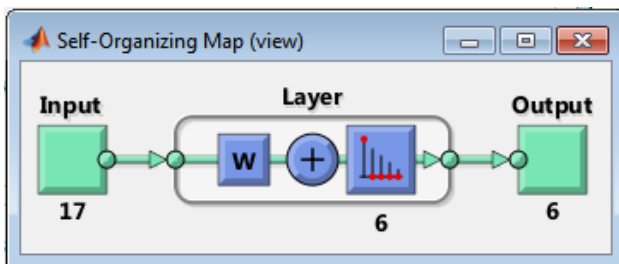 Self-Organizing Map (view)
Input
Layer
Output
W
+
17
6
6